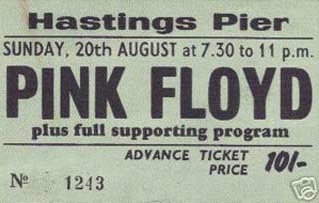 Hastings Pier
SUNDAY, 20th AUGUST at 7.30 to 11 p.m.
PINK FLOYD
plus full supporting program
ADVANCE TICKET
PRICE 10/-
No 1243